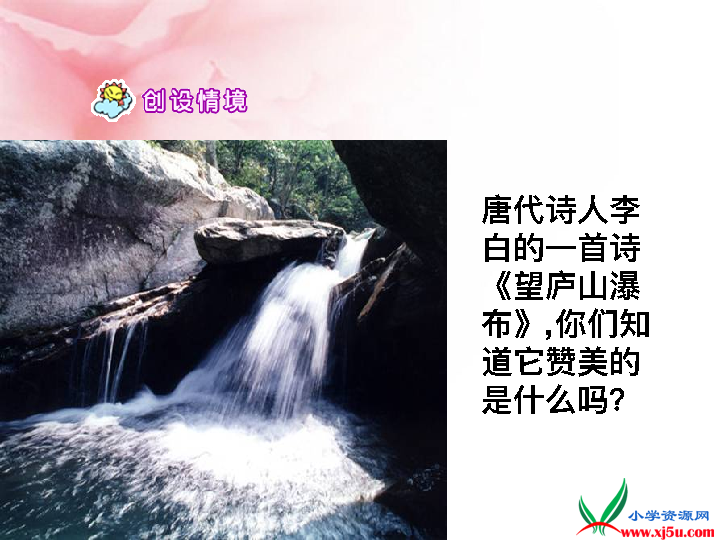 创设情境
唐代诗人李
白的一首诗
《望庐山瀑
布》,你们知
道它赞美的
是什么吗?
小学资源网
www.xj5u.com